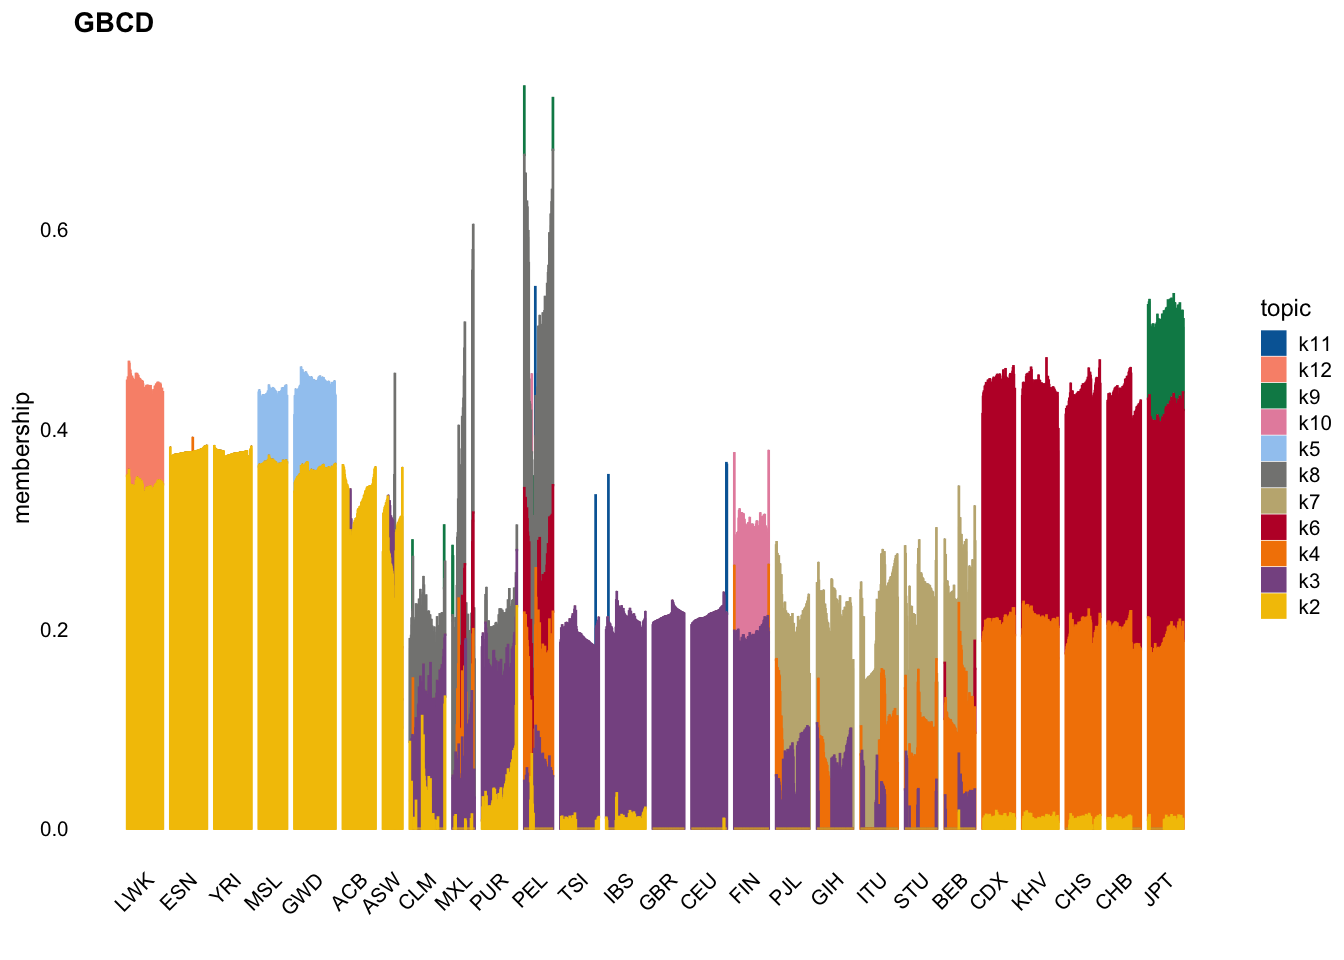 GBCD
0.6
0.4
0.2
0.0
membership
LWK
ESN
YRI
MSL
GWD
ACB
ASW
CLM
MXL
PUR
PEL
TSI
IBS
GBR
CEU
FIN
PJL
GIH
ITU
STU
BEB
CDX
KHV
CHS
CHB
JPT
topic
k11
k12
k9
k10
k5
k8
k7
k6
k4
k3
k2